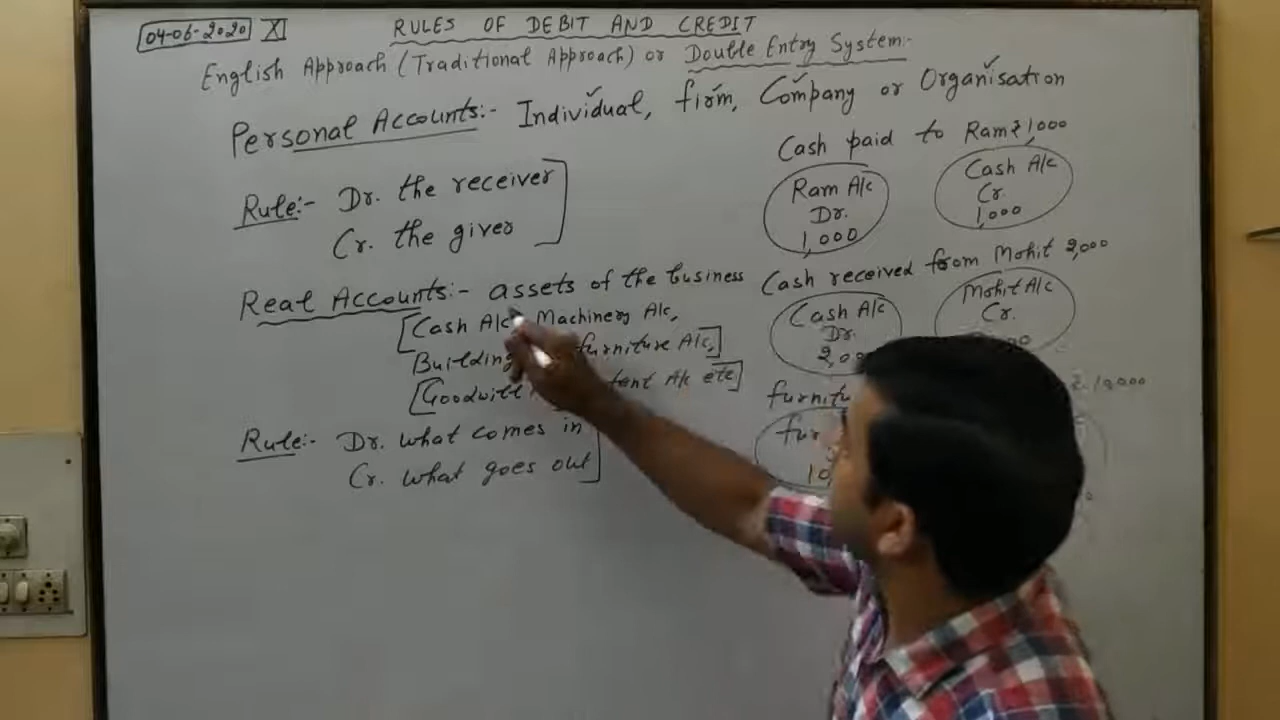 04-06-2020 XI
RULES OF DEBIT AND CREDIT
English Approach (Traditional Approach) or Double Entry System:-
Personal Accounts:- Individual, firm, Company or Organisation
Rule:- Dr. the receiver
Cr. the giver
Real Accounts:- assets of the business
[Cash A/c, Machinery A/c,
Building furniture A/c,]
[Goodwill A/c etc]
Rule:- Dr. what comes in
Cr. what goes out
Cash paid to Ram ₹ 1,000
Ram A/c Cash A/c
Dr. Cr.
1,000 1,000
Cash received from Mohit 2,000
Cash A/c Mohit A/c
Dr. Cr.